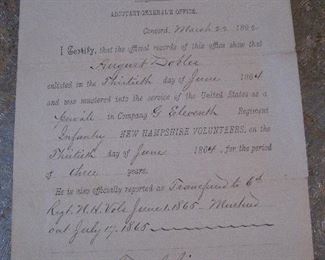 ADJUTANT-GENERAL'S OFFICE,
Concord, March 22 189
I Certify, that the official records of this office show that
August Dobler
enlisted on the Thirtieth day of June 1864
and was mustered into the service of the United States as a
private in Company G Eleventh Regiment
Infantry NEW HAMPSHIRE VOLUNTEERS, on the
Thirtieth day of June 1864, for the period
of three years.
He is also officially reported as Transferred to 6th
Regt. N.H. Vols June 1, 1865 — Mustered
out July 17, 1865